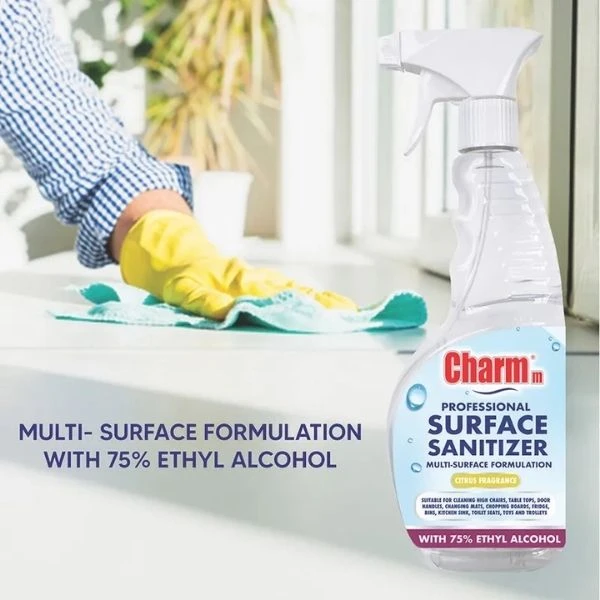 MULTI- SURFACE FORMULATION
WITH 75% ETHYL ALCOHOL
Charm® m
PROFESSIONAL
SURFACE
SANITIZER
MULTI-SURFACE FORMULATION
CITRUS FRAGRANCE
SUITABLE FOR CLEANING HIGH CHAIRS, TABLE TOPS, DOOR
HANDLES, CHANGING MATS, CHOPPING BOARDS, FRIDGE,
BINS, KITCHEN SINK, TOILET SEATS, TOYS AND TROLLEYS
WITH 75% ETHYL ALCOHOL